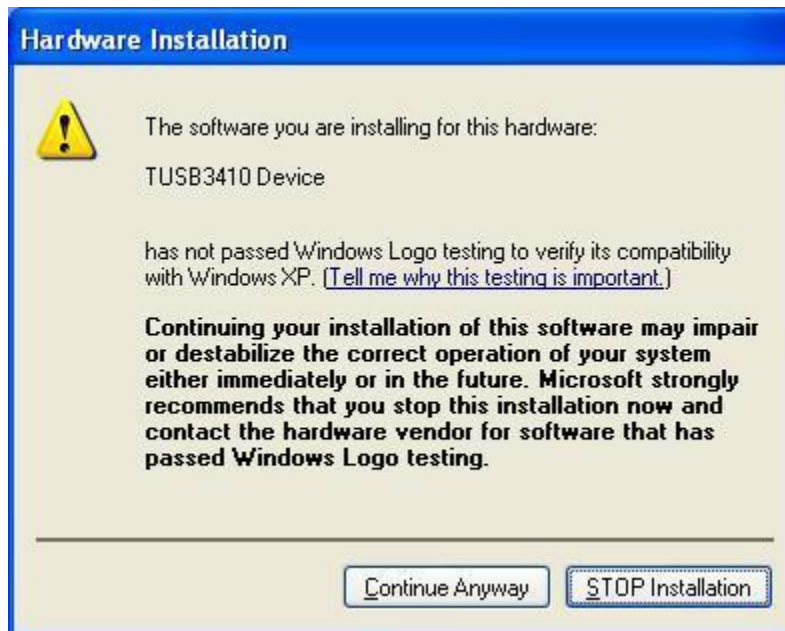 Hardware Installation
The software you are installing for this hardware:
TUSB3410 Device
has not passed Windows Logo testing to verify its compatibility
with Windows XP. (Tell me why this testing is important.)
Continuing your installation of this software may impair
or destabilize the correct operation of your system
either immediately or in the future. Microsoft strongly
recommends that you stop this installation now and
contact the hardware vendor for software that has
passed Windows Logo testing.
Continue Anyway
STOP Installation